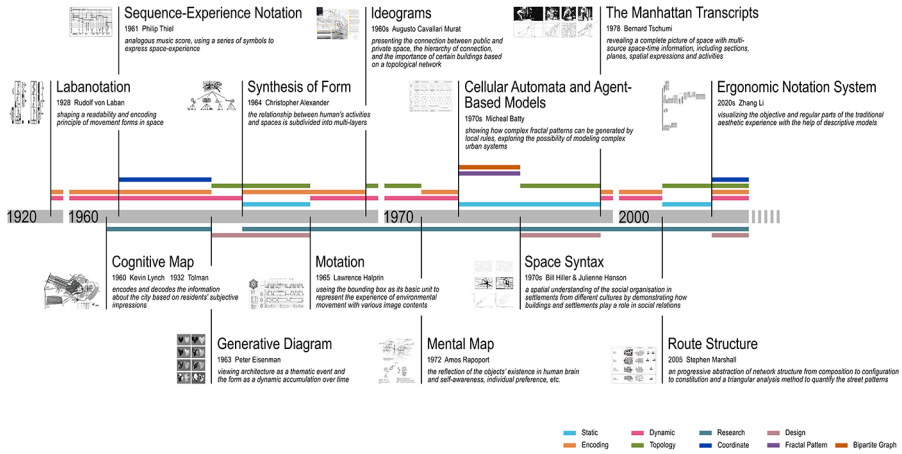 Sequence-Experience Notation
1961  Philip Thiel
analogous music score, using a series of symbols to
express space-experience
Ideograms
1960s  Augusto Cavallari Murat
presenting the connection between public and
private space, the hierarchy of connection,
and the importance of certain buildings based
on a topological network
The Manhattan Transcripts
1978  Bernard Tschumi
revealing a complete picture of space with multi-
source space-time information, including sections,
planes, spatial expressions and activities
Labanotation
1928  Rudolf von Laban
shaping a readability and encoding
principle of movement forms in space
Synthesis of Form
1964  Christopher Alexander
the relationship between human's activities
and spaces is subdivided into multi-layers
Cellular Automata and Agent-
Based Models
1970s  Micheal Batty
showing how complex fractal patterns can be generated by
local rules, exploring the possibility of modeling complex
urban systems
Ergonomic Notation System
2020s  Zhang Li
visualizing the objective and regular parts of the traditional
aesthetic experience with the help of descriptive models
1920
1960
1970
2000
Cognitive Map
1960  Kevin Lynch  1932  Tolman
encodes and decodes the information
about the city based on residents' subjective
impressions
Motation
1965  Lawrence Halprin
useing the bounding box as its basic unit to
represent the experience of environmental
movement with various image contents
Space Syntax
1970s  Bill Hiller & Julienne Hanson
a spatial understanding of the social organisation in
settlements from different cultures by demonstrating how
buildings and settlements play a role in social relations
Generative Diagram
1963  Peter Eisenman
viewing architecture as a thematic event and
the form as a dynamic accumulation over time
Mental Map
1972  Amos Rapoport
the reflection of the objects' existence in human brain
and self-awareness, individual preference, etc.
Route Structure
2005  Stephen Marshall
an progressive abstraction of network structure from composition to configuration
to constitution and a triangular analysis method to quantify the street patterns
Static
Dynamic
Research
Design
Encoding
Topology
Coordinate
Fractal Pattern
Bipartite Graph